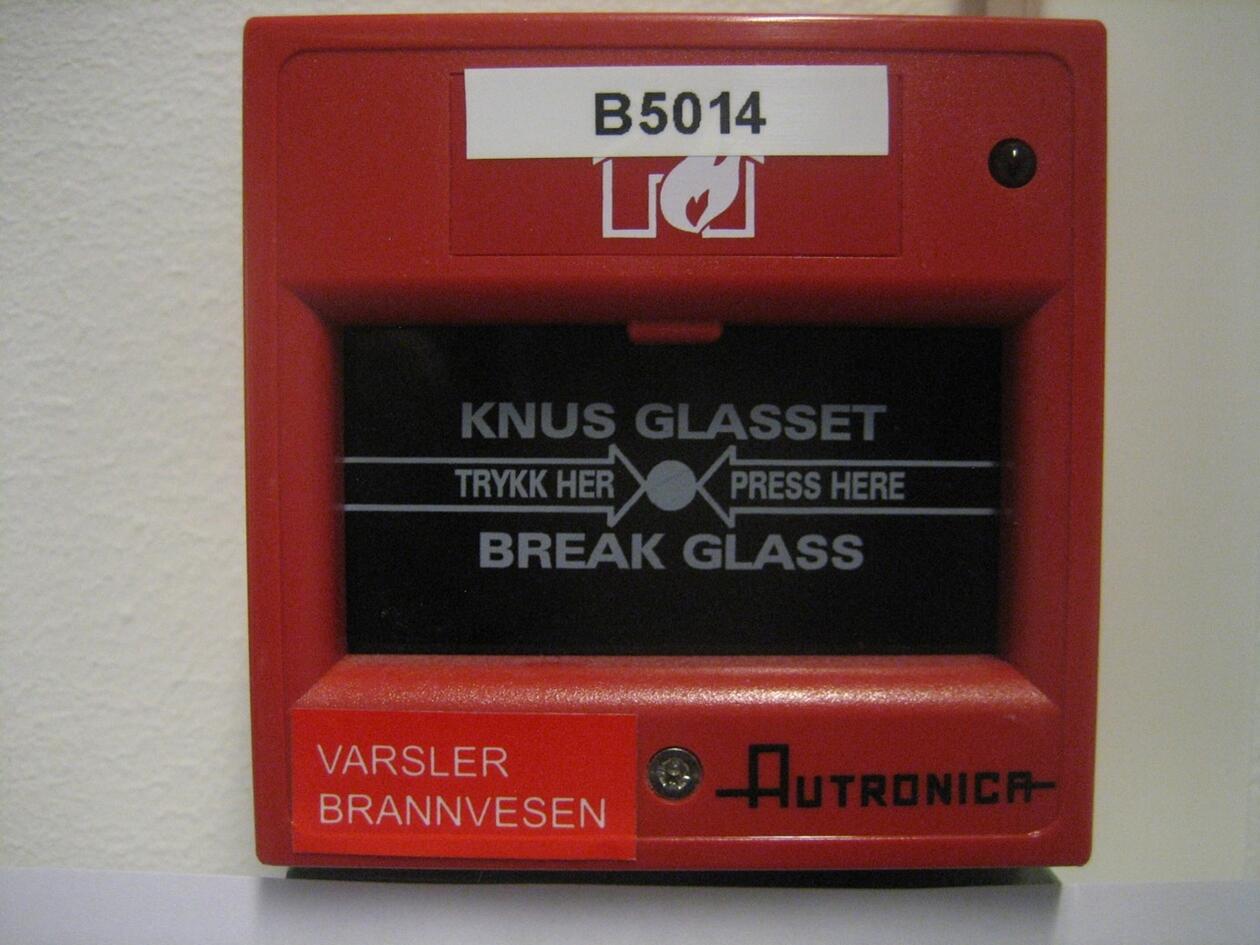 B5014
KNUS GLASSET
TRYKK HER PRESS HERE
BREAK GLASS
VARSLER
BRANNVESEN
AUTRONICA